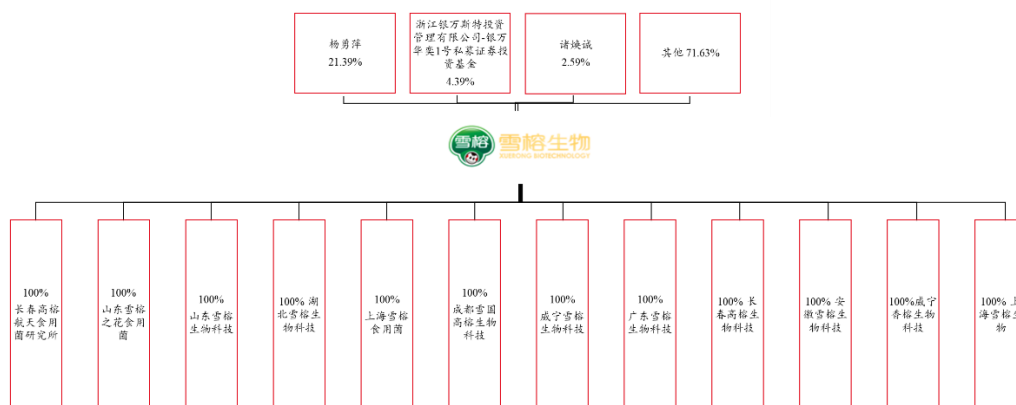 杨勇萍
21.39%
浙江银万斯特投资
管理有限公司-银万
华奕1号私募证券投
资基金
4.39%
诸焕诚
2.59%
其他 71.63%
雪榕
雪榕生物
XUERONG BIOTECHNOLOGY
100%
长春高榕
航天食用
菌研究所
100%
山东雪榕
之花食用
菌
100%
山东雪榕
生物科技
100% 湖
北雪榕生
物科技
100%
上海雪榕
食用菌
100%
成都雪国
高榕生物
科技
100%
威宁雪榕
生物科技
100%
广东雪榕
生物科技
100% 长
春高榕生
物科技
100% 安
徽雪榕生
物科技
100%威宁
香榕生物
科技
100% 上
海雪榕生
物